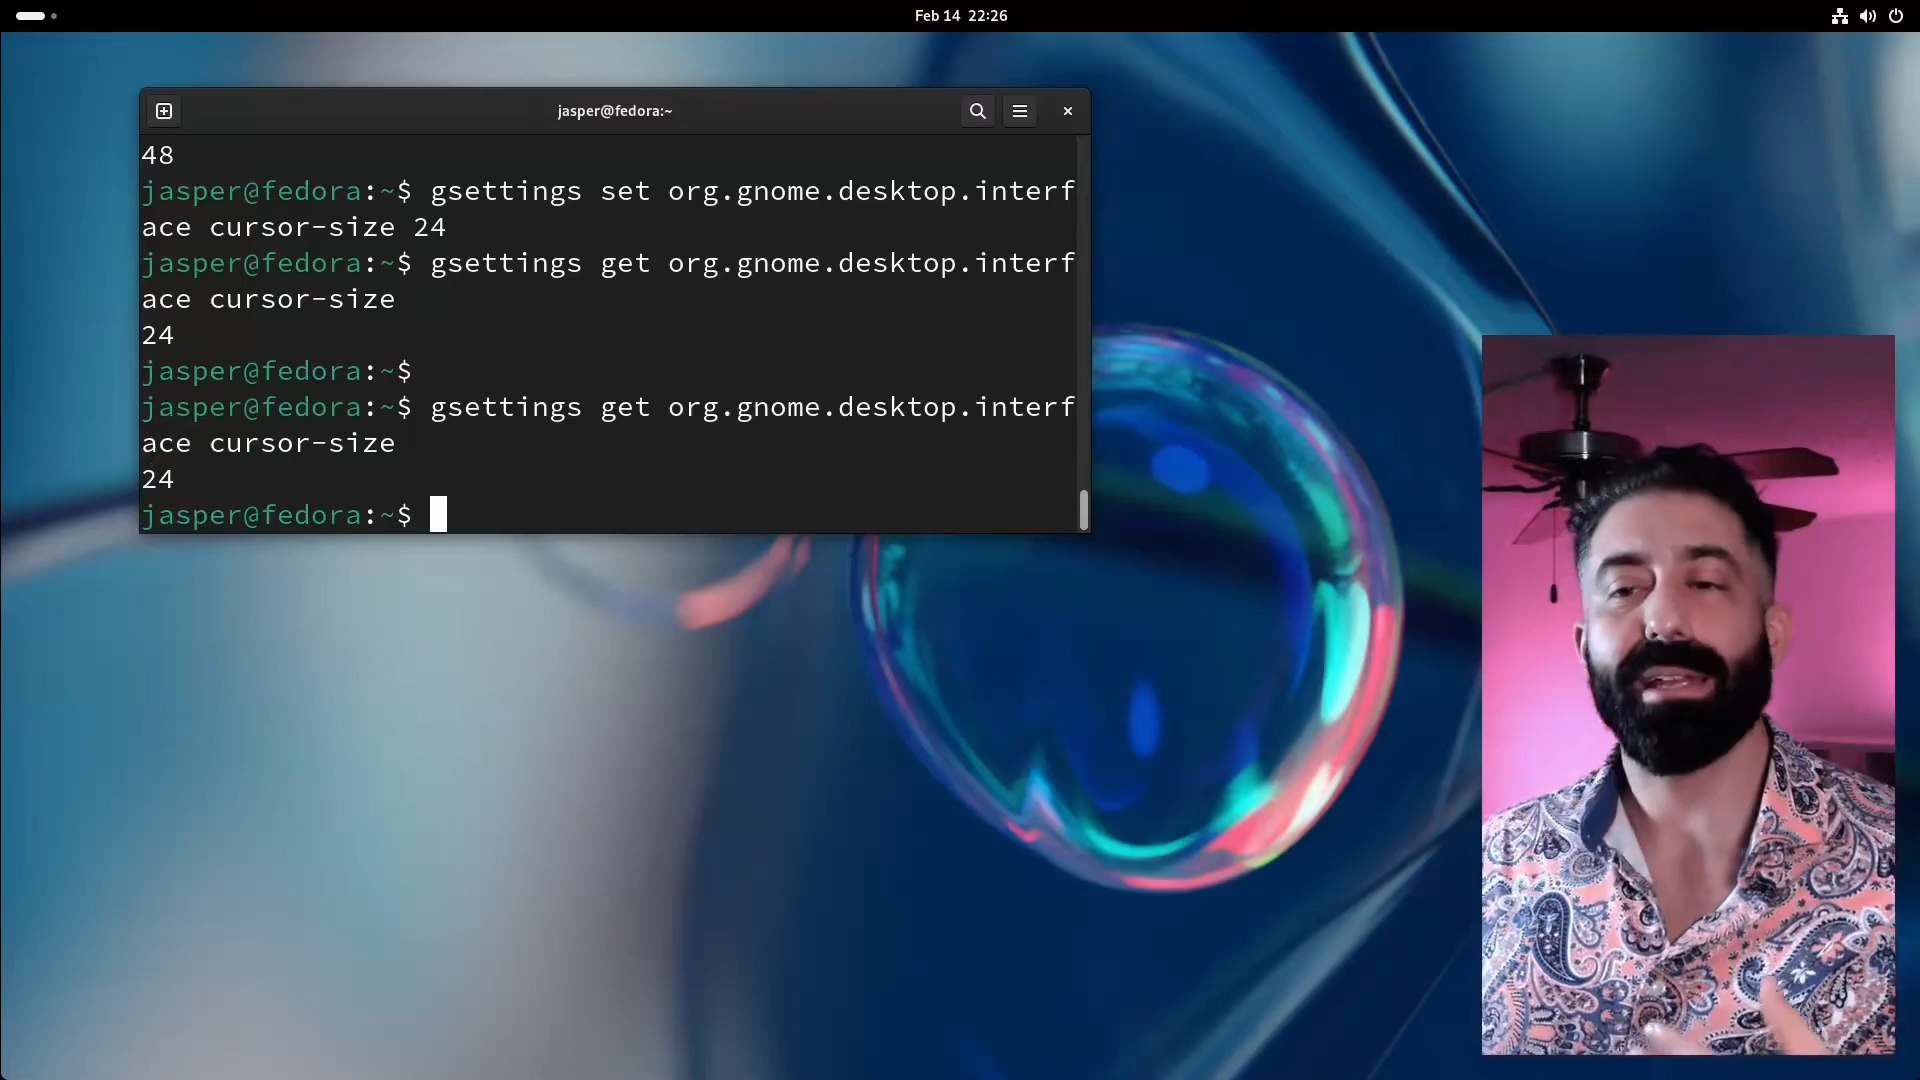 Feb 14 22:26
jasper@fedora:~
48
jasper@fedora:~$ gsettings set org.gnome.desktop.interf
ace cursor-size 24
jasper@fedora:~$ gsettings get org.gnome.desktop.interf
ace cursor-size
24
jasper@fedora:~$
jasper@fedora:~$ gsettings get org.gnome.desktop.interf
ace cursor-size
24
jasper@fedora:~$